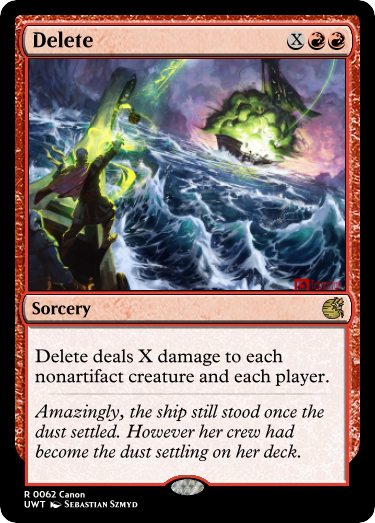 Delete X
Sorcery
Delete deals X damage to each
nonartifact creature and each player.
Amazingly, the ship still stood once the
dust settled. However her crew had
become the dust settling on her deck.
R 0062 Canon
UWT Sebastian Szmyd